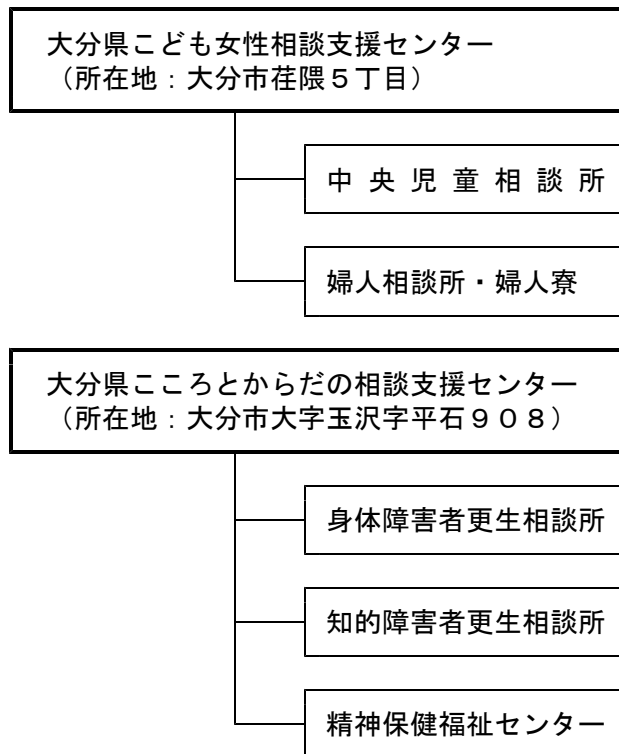 大分県こども女性相談支援センター
（所在地：大分市荏隈５丁目）
中央児童相談所
婦人相談所・婦人寮
大分県こころとからだの相談支援センター
（所在地：大分市大字玉沢字平石９０８）
身体障害者更生相談所
知的障害者更生相談所
精神保健福祉センター